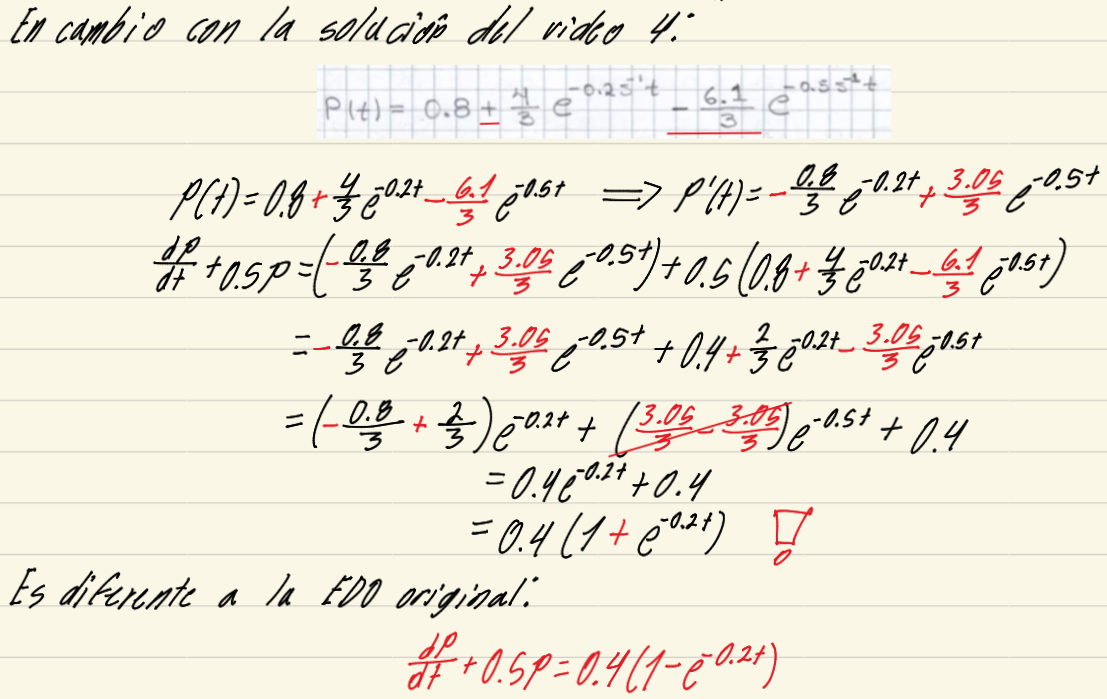 En cambio con la solución del video 4:
P(t) = 0.8 + 4/3 e^{-0.2s^{-1}t} - 6.1/3 e^{-0.5s^{-1}t}
P(t) = 0.8 + 4/3 e^{-0.2t} - 6.1/3 e^{-0.5t} ⟹ P'(t) = - 0.8/3 e^{-0.2t} + 3.05/3 e^{-0.5t}
dP/dt + 0.5P = (- 0.8/3 e^{-0.2t} + 3.05/3 e^{-0.5t}) + 0.5 (0.8 + 4/3 e^{-0.2t} - 6.1/3 e^{-0.5t})
= - 0.8/3 e^{-0.2t} + 3.05/3 e^{-0.5t} + 0.4 + 2/3 e^{-0.2t} - 3.05/3 e^{-0.5t}
= (- 0.8/3 + 2/3) e^{-0.2t} + (3.05/3 - 3.05/3) e^{-0.5t} + 0.4
= 0.4e^{-0.2t} + 0.4
= 0.4 (1 + e^{-0.2t}) !
Es diferente a la EDO original:
dP/dt + 0.5P = 0.4(1 - e^{-0.2t})